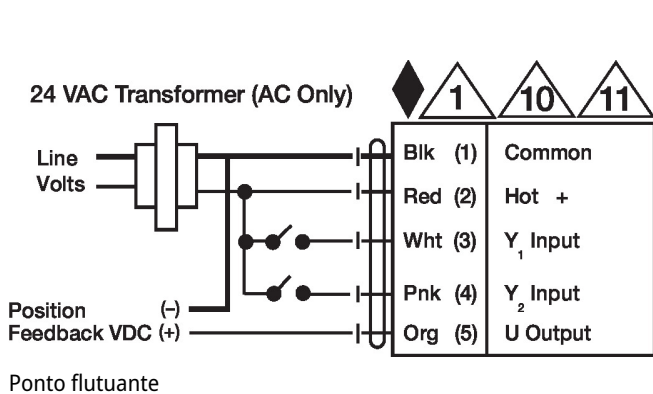 24 VAC Transformer (AC Only)
1
10
11
Line
Volts
Blk (1) Common
Red (2) Hot +
Wht (3) Y1 Input
Pnk (4) Y2 Input
Org (5) U Output
Position (–)
Feedback VDC (+)
Ponto flutuante